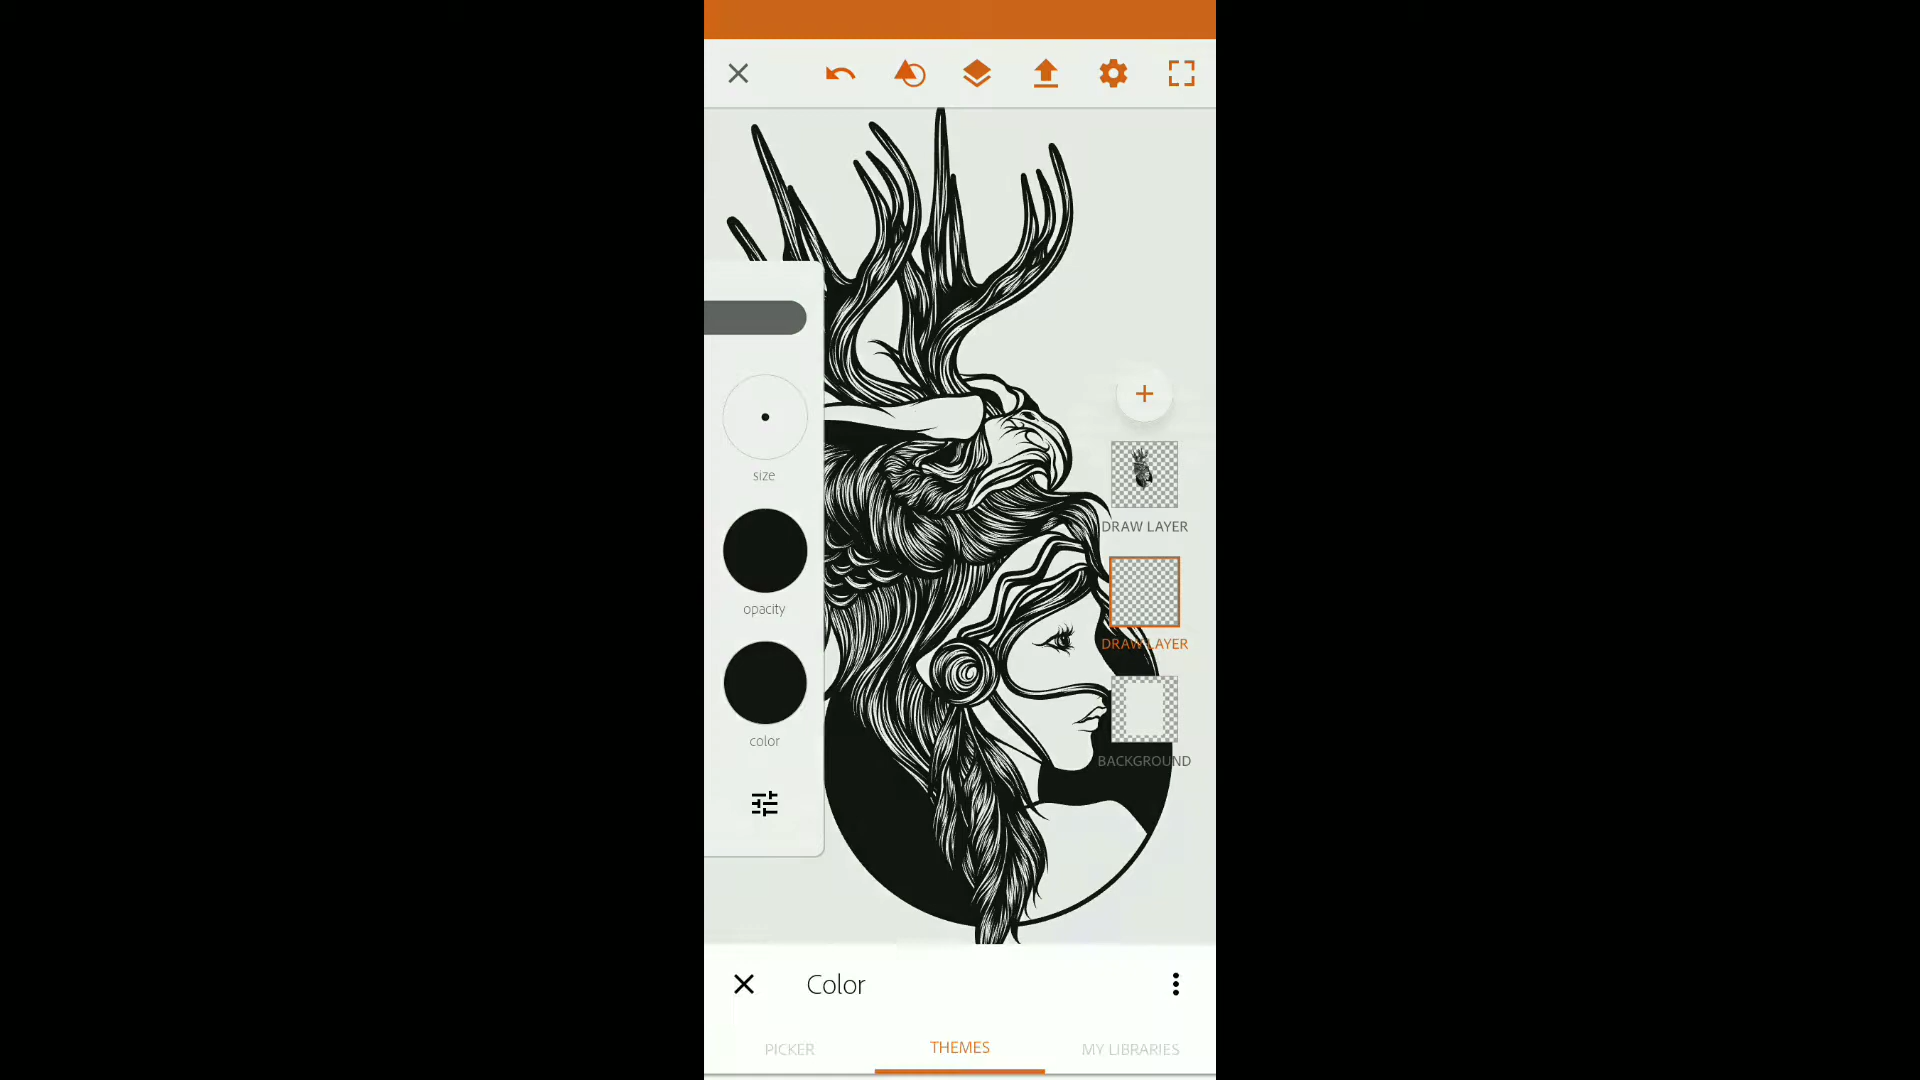 size
opacity
color
DRAW LAYER
DRAW LAYER
BACKGROUND
Color
PICKER
THEMES
MY LIBRARIES